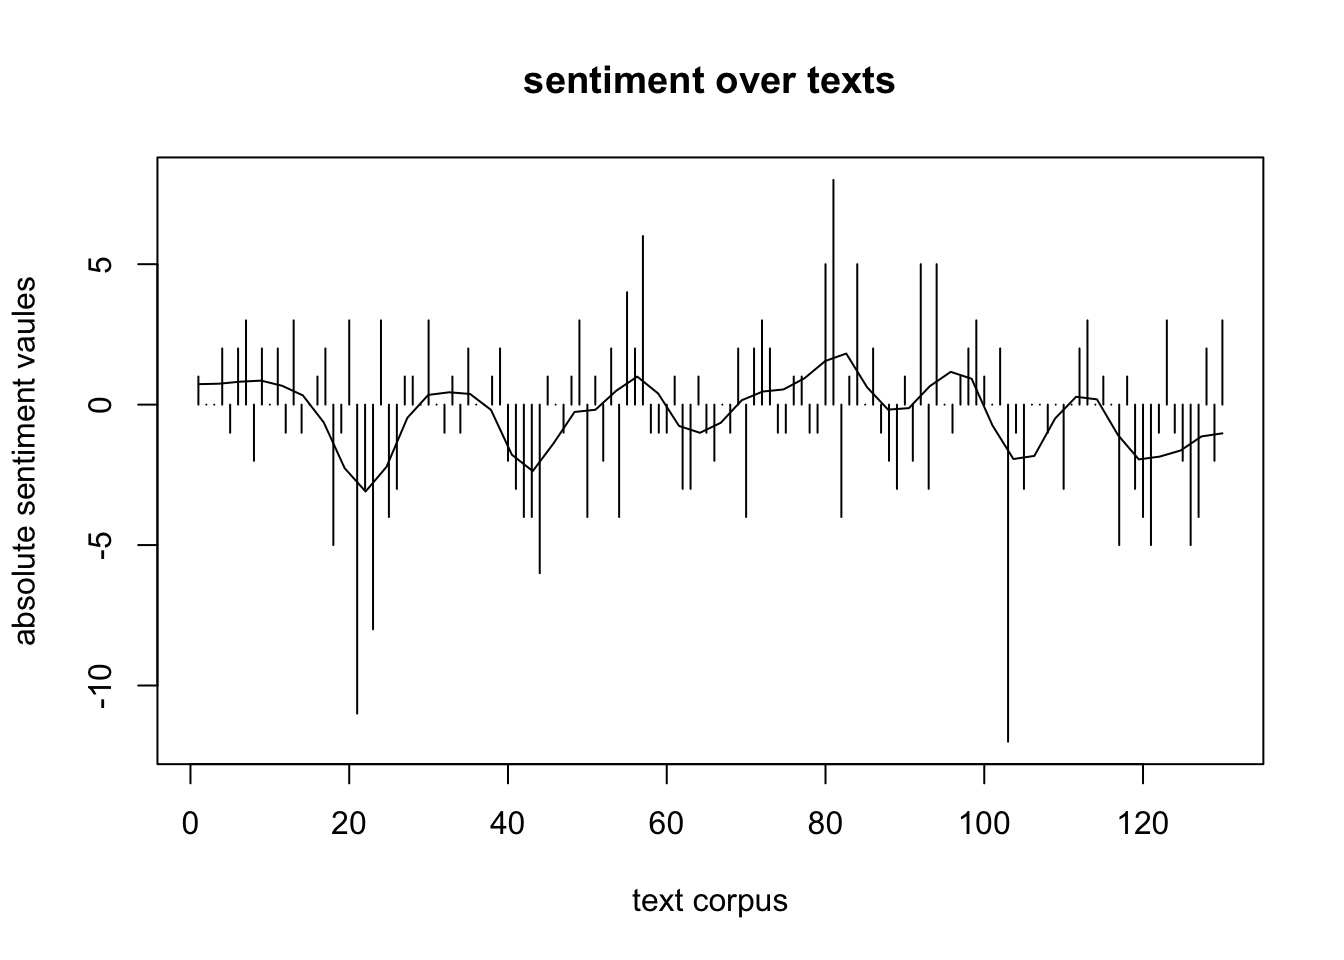 sentiment over texts
absolute sentiment vaules
5
0
-5
-10
0 20 40 60 80 100 120
text corpus